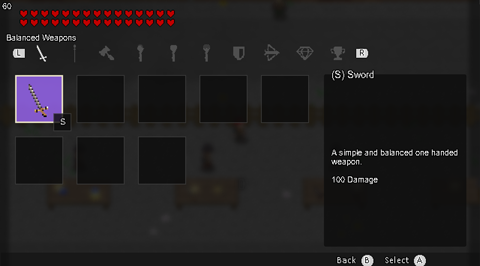 60
Balanced Weapons
L
R
(S) Sword
S
A simple and balanced one handed
weapon.
100 Damage
Back B Select A